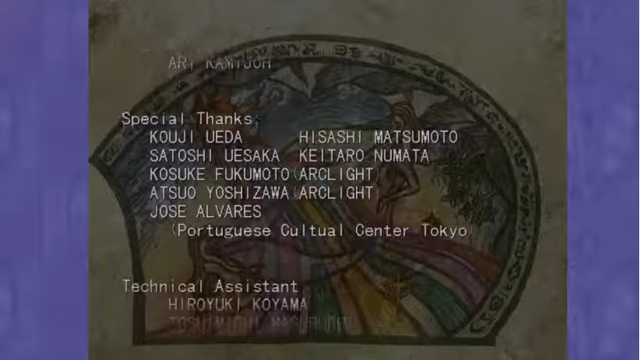 ARI KAMIJOH
Special Thanks:
KOUJI UEDA HISASHI MATSUMOTO
SATOSHI UESAKA KEITARO NUMATA
KOSUKE FUKUMOTO(ARCLIGHT)
ATSUO YOSHIZAWA(ARCLIGHT)
JOSE ALVARES
(Portuguese Cultual Center Tokyo)
Technical Assistant
HIROYUKI KOYAMA